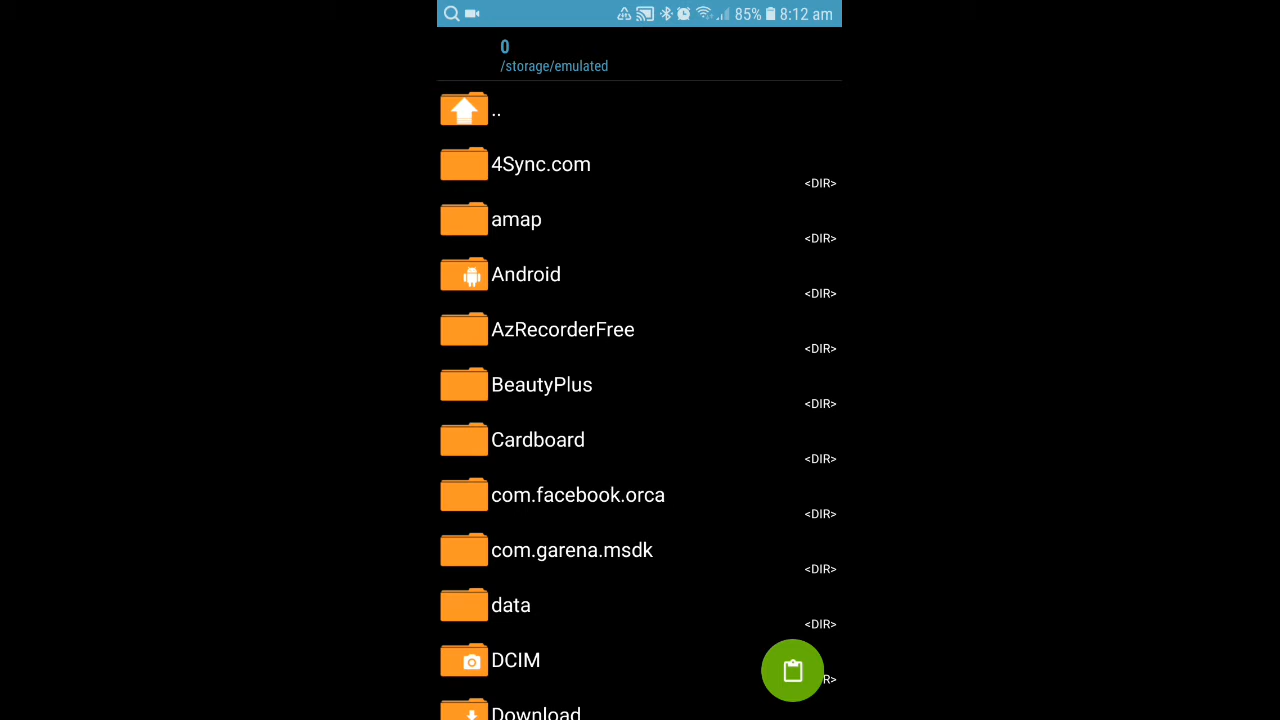 85% 8:12 am
0
/storage/emulated
..
4Sync.com
<DIR>
amap
<DIR>
Android
<DIR>
AzRecorderFree
<DIR>
BeautyPlus
<DIR>
Cardboard
<DIR>
com.facebook.orca
<DIR>
com.garena.msdk
<DIR>
data
<DIR>
DCIM
R>
Download